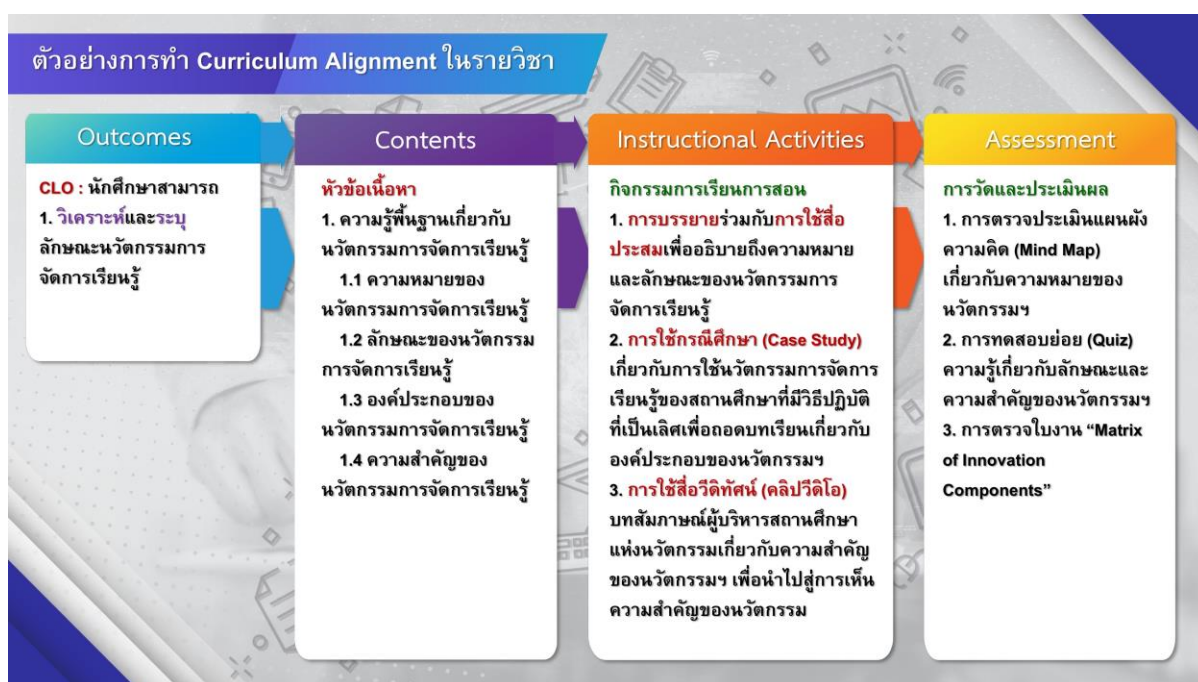 ตัวอย่างการทำ Curriculum Alignment ในรายวิชา
Outcomes
CLO : นักศึกษาสามารถ
1. วิเคราะห์และระบุ
ลักษณะนวัตกรรมการ
จัดการเรียนรู้
Contents
หัวข้อเนื้อหา
1. ความรู้พื้นฐานเกี่ยวกับ
นวัตกรรมการจัดการเรียนรู้
1.1 ความหมายของ
นวัตกรรมการจัดการเรียนรู้
1.2 ลักษณะของนวัตกรรม
การจัดการเรียนรู้
1.3 องค์ประกอบของ
นวัตกรรมการจัดการเรียนรู้
1.4 ความสำคัญของ
นวัตกรรมการจัดการเรียนรู้
Instructional Activities
กิจกรรมการเรียนการสอน
1. การบรรยายร่วมกับการใช้สื่อ
ประสมเพื่ออธิบายถึงความหมาย
และลักษณะของนวัตกรรมการ
จัดการเรียนรู้
2. การใช้กรณีศึกษา (Case Study)
เกี่ยวกับการใช้นวัตกรรมการจัดการ
เรียนรู้ของสถานศึกษาที่มีวิธีปฏิบัติ
ที่เป็นเลิศเพื่อถอดบทเรียนเกี่ยวกับ
องค์ประกอบของนวัตกรรมฯ
3. การใช้สื่อวีดิทัศน์ (คลิปวีดิโอ)
บทสัมภาษณ์ผู้บริหารสถานศึกษา
แห่งนวัตกรรมเกี่ยวกับความสำคัญ
ของนวัตกรรมฯ เพื่อนำไปสู่การเห็น
ความสำคัญของนวัตกรรม
Assessment
การวัดและประเมินผล
1. การตรวจประเมินแผนผัง
ความคิด (Mind Map)
เกี่ยวกับความหมายของ
นวัตกรรมฯ
2. การทดสอบย่อย (Quiz)
ความรู้เกี่ยวกับลักษณะและ
ความสำคัญของนวัตกรรมฯ
3. การตรวจใบงาน “Matrix
of Innovation
Components”